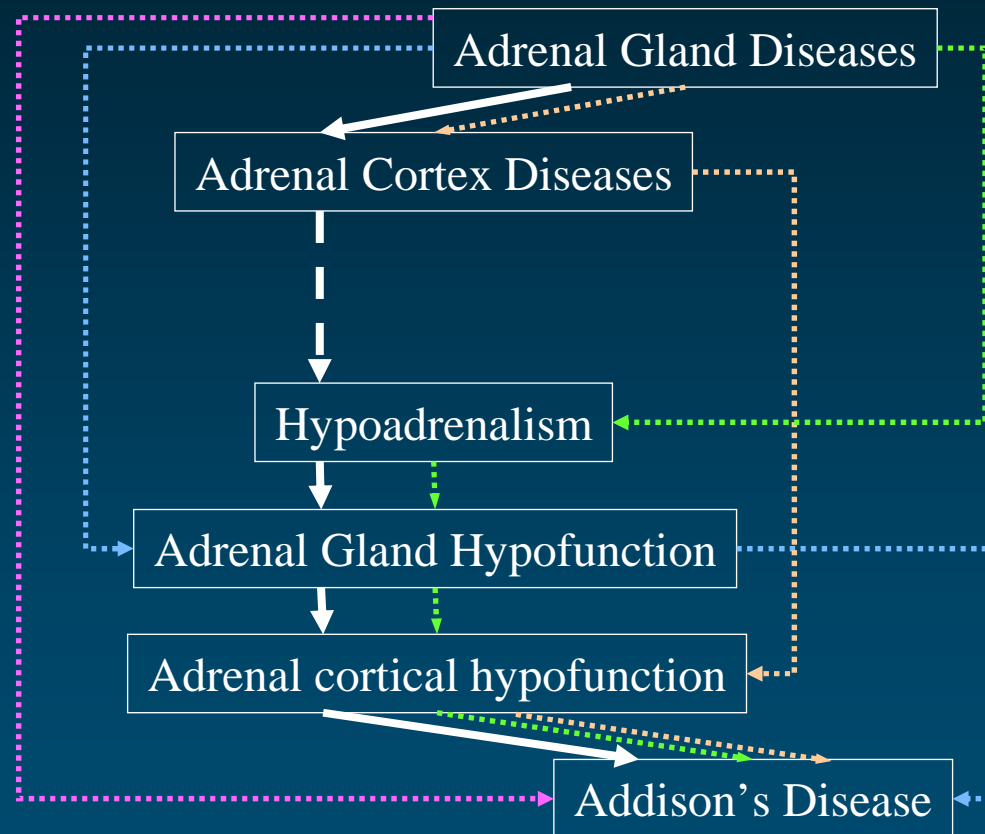 Adrenal Gland Diseases
Adrenal Cortex Diseases
Hypoadrenalism
Adrenal Gland Hypofunction
Adrenal cortical hypofunction
Addison’s Disease